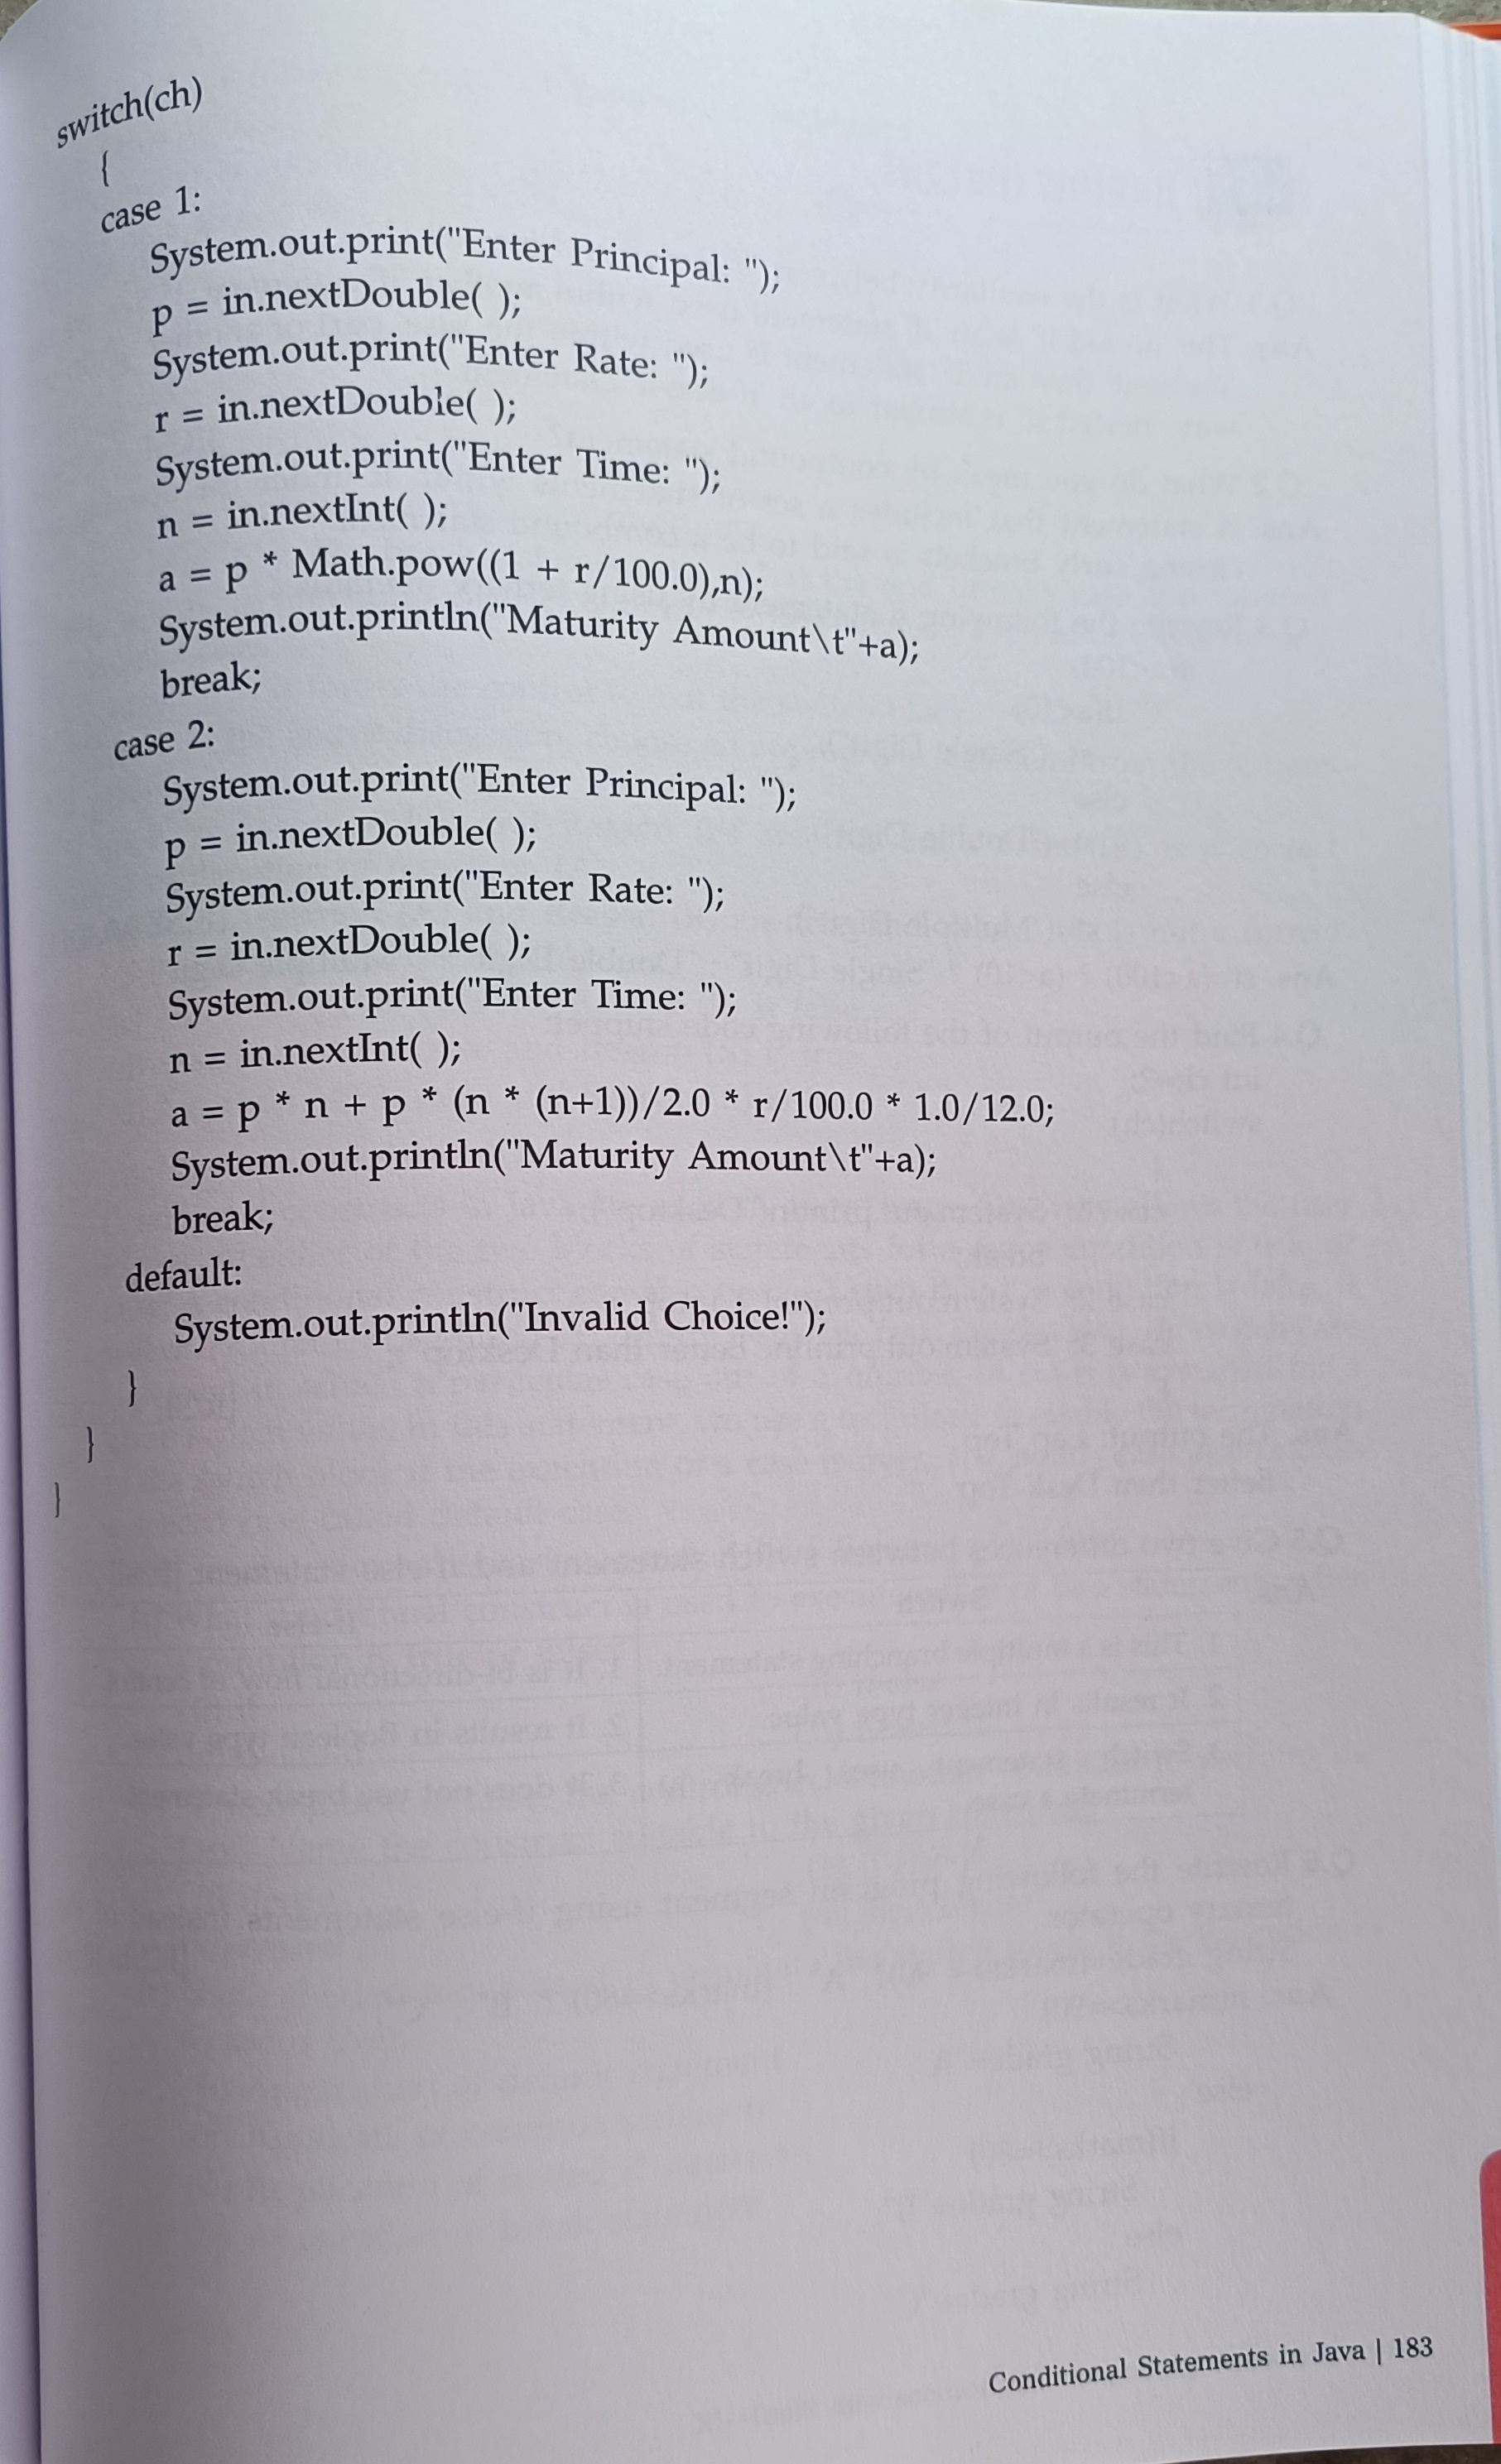 switch(ch)
{
case 1:
System.out.print("Enter Principal: ");
p = in.nextDouble( );
System.out.print("Enter Rate: ");
r = in.nextDouble( );
System.out.print("Enter Time: ");
n = in.nextInt( );
a = p * Math.pow((1 + r/100.0),n);
System.out.println("Maturity Amount\t"+a);
break;
case 2:
System.out.print("Enter Principal: ");
p = in.nextDouble( );
System.out.print("Enter Rate: ");
r = in.nextDouble( );
System.out.print("Enter Time: ");
n = in.nextInt( );
a = p * n + p * (n * (n+1))/2.0 * r/100.0 * 1.0/12.0;
System.out.println("Maturity Amount\t"+a);
break;
default:
System.out.println("Invalid Choice!");
}
}
}
Conditional Statements in Java | 183